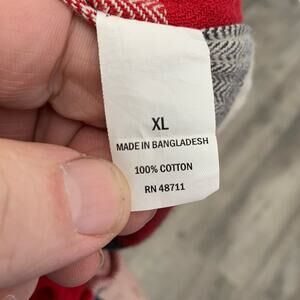 XL
MADE IN BANGLADESH
100% COTTON
RN 48711